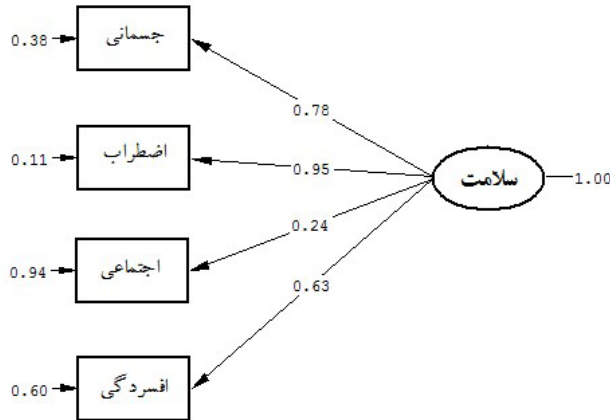 جسمانی
0.38
0.78
اضطراب
0.11
0.95
سلامت
1.00
0.24
اجتماعی
0.94
0.63
افسردگی
0.60